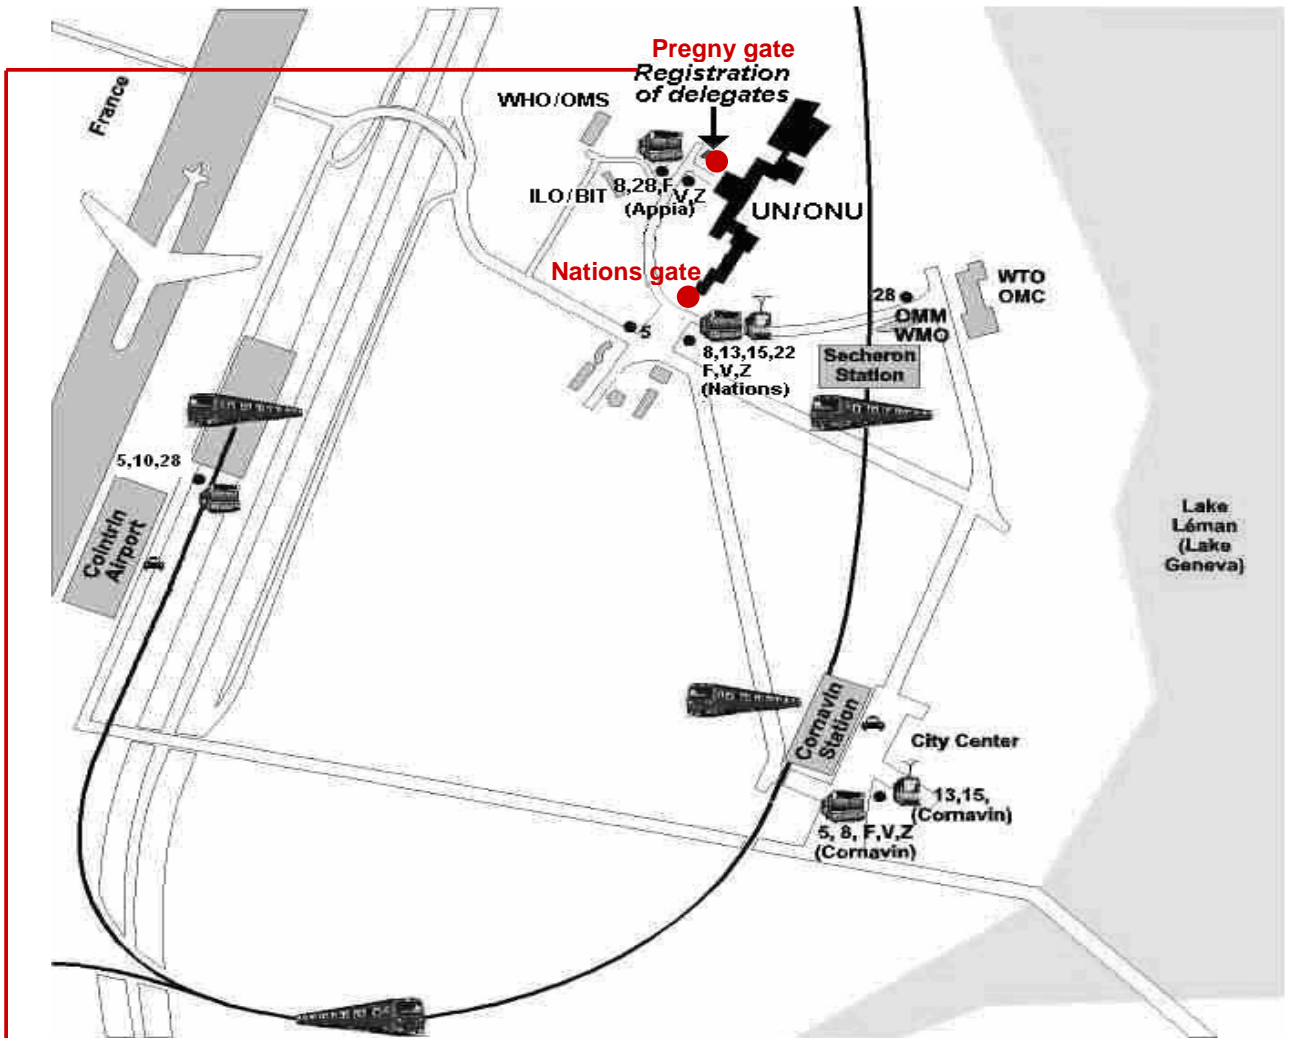 Pregny gate
Registration
of delegates
France
WHO/OMS
ILO/BIT
8,28,F
V,Z
(Appia)
UN/ONU
Nations gate
5
28
WTO
OMC
OMM
WMO
8,13,15,22
F,V,Z
(Nations)
Secheron
Station
5,10,28
Cointrin
Airport
Lake
Léman
(Lake
Geneva)
Cornavin
Station
City Center
13,15,
(Cornavin)
5, 8, F,V,Z
(Cornavin)